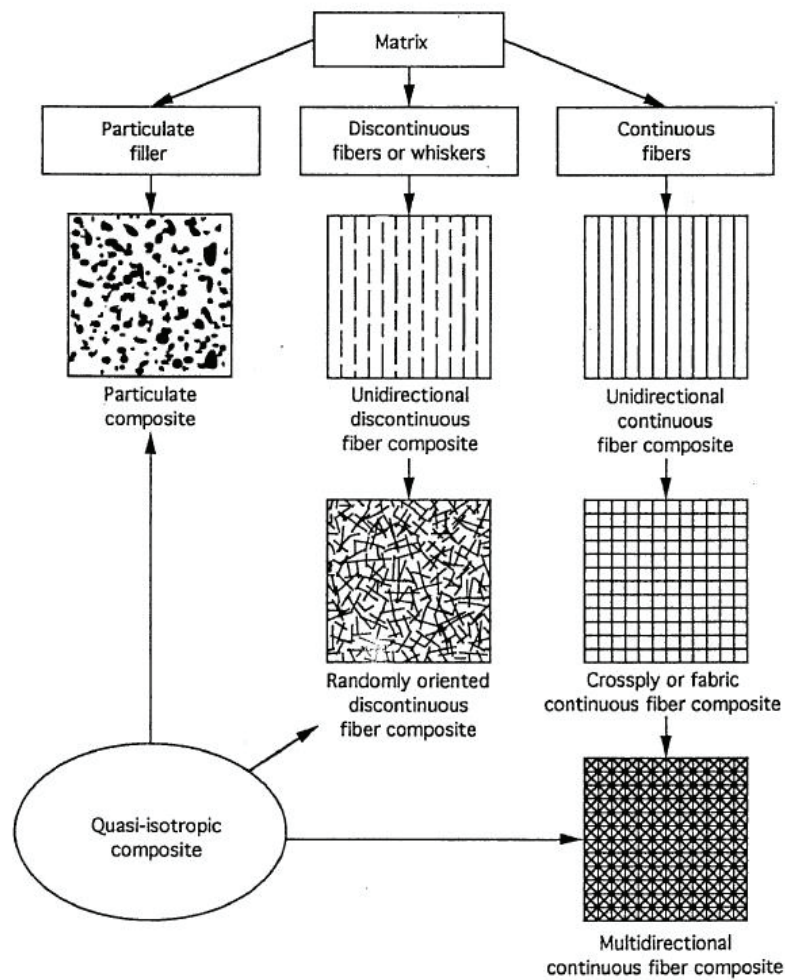 Matrix
Particulate
filler
Discontinuous
fibers or whiskers
Continuous
fibers
Particulate
composite
Unidirectional
discontinuous
fiber composite
Unidirectional
continuous
fiber composite
Randomly oriented
discontinuous
fiber composite
Crossply or fabric
continuous fiber composite
Quasi-isotropic
composite
Multidirectional
continuous fiber composite